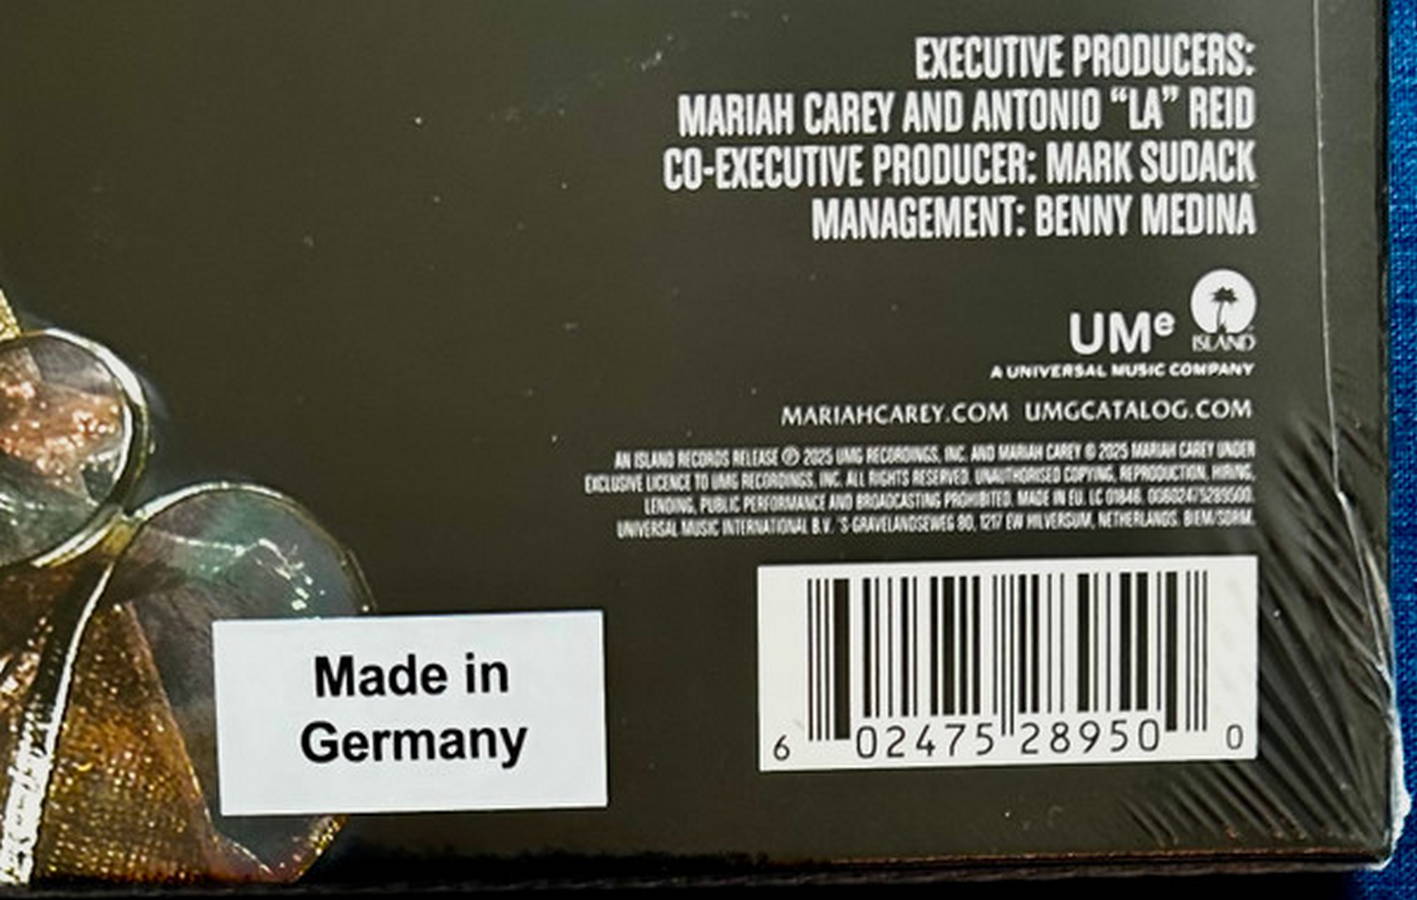 EXECUTIVE PRODUCERS:
MARIAH CAREY AND ANTONIO “LA” REID
CO-EXECUTIVE PRODUCER: MARK SUDACK
MANAGEMENT: BENNY MEDINA
UMe ISLAND
A UNIVERSAL MUSIC COMPANY
MARIAHCAREY.COM UMGCATALOG.COM
AN ISLAND RECORDS RELEASE ℗ 2025 UMG RECORDINGS, INC. AND MARIAH CAREY © 2025 MARIAH CAREY UNDER
EXCLUSIVE LICENCE TO UMG RECORDINGS, INC. ALL RIGHTS RESERVED. UNAUTHORISED COPYING, REPRODUCTION, HIRING,
LENDING, PUBLIC PERFORMANCE AND BROADCASTING PROHIBITED. MADE IN EU. LC 01846. 00602475289500.
UNIVERSAL MUSIC INTERNATIONAL B.V. 'S-GRAVELANDSEWEG 80, 1217 EW HILVERSUM, NETHERLANDS. BIEM/SDRM.
Made in
Germany
6 02475 28950 0